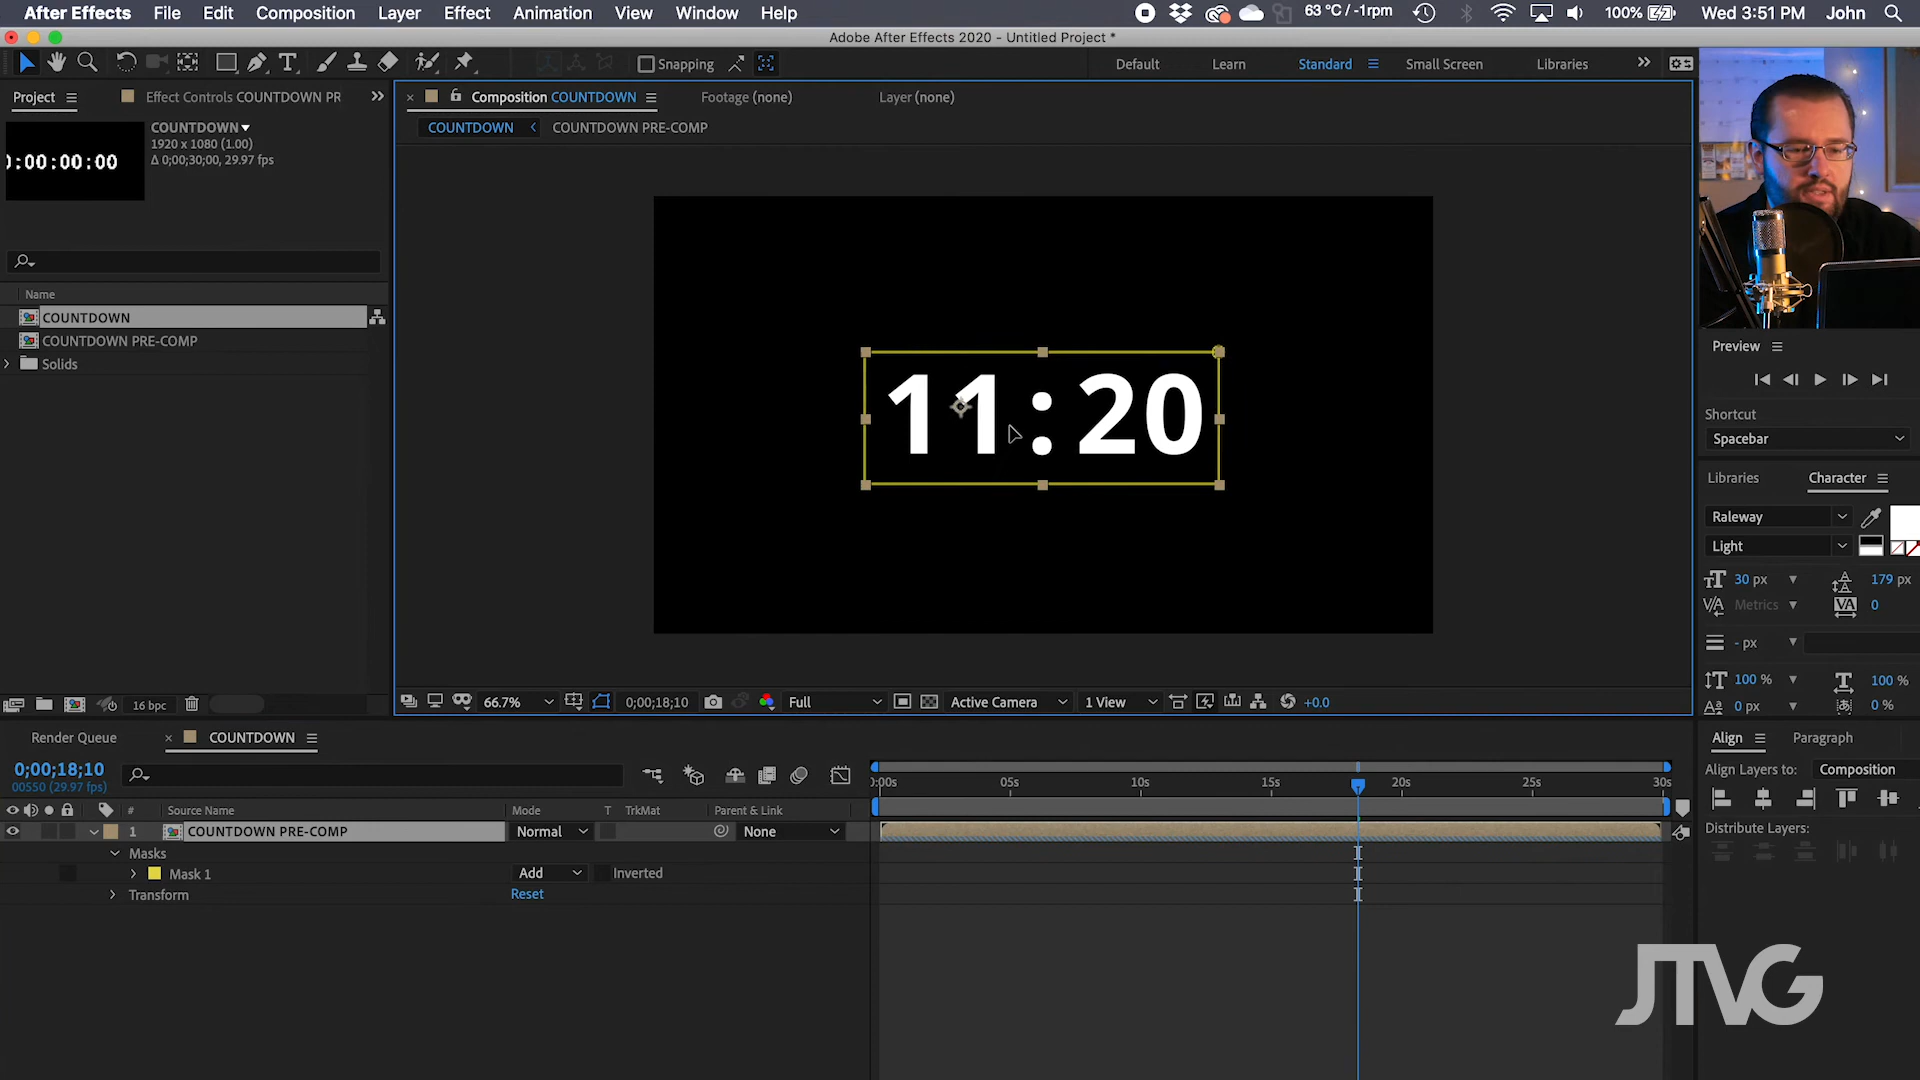 After Effects File Edit Composition Layer Effect Animation View Window Help
63 °C / -1rpm 100% Wed 3:51 PM John
Adobe After Effects 2020 - Untitled Project *
Snapping
Default Learn Standard Small Screen Libraries
Project Effect Controls COUNTDOWN PR
Composition COUNTDOWN Footage (none) Layer (none)
COUNTDOWN COUNTDOWN PRE-COMP
COUNTDOWN
1920 x 1080 (1.00)
Δ 0;00;30;00, 29.97 fps
:00:00:00
Name
COUNTDOWN
COUNTDOWN PRE-COMP
Solids
16 bpc
11:20
66.7% 0;00;18;10 Full Active Camera 1 View +0.0
Preview
Shortcut
Spacebar
Libraries Character
Raleway
Light
30 px 179 px
Metrics 0
- px
100 % 100 %
0 px 0 %
Align Paragraph
Align Layers to: Composition
Distribute Layers:
Render Queue COUNTDOWN
0;00;18;10
00550 (29.97 fps)
:00s 05s 10s 15s 20s 25s 30s
# Source Name Mode T TrkMat Parent & Link
1 COUNTDOWN PRE-COMP Normal None
Masks
Mask 1 Add Inverted
Transform Reset
JTVG